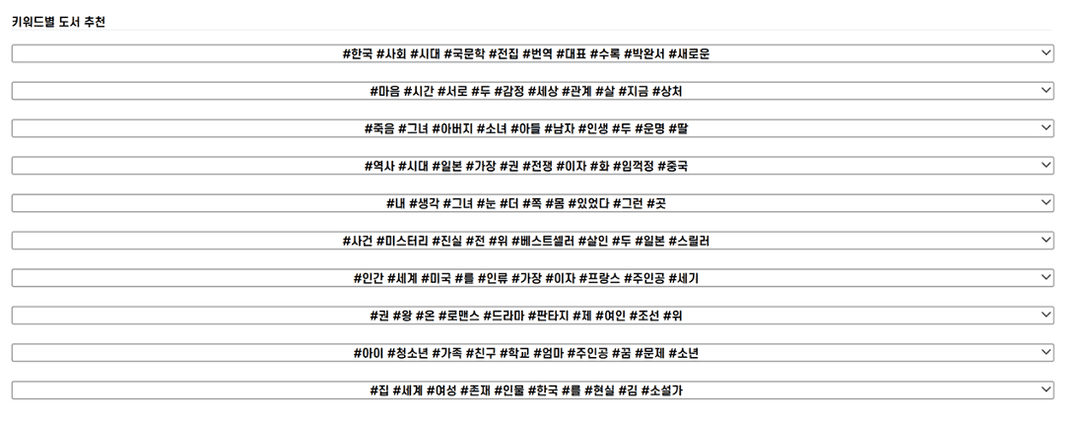 키워드별 도서 추천
#한국 #사회 #시대 #국문학 #전집 #번역 #대표 #수록 #박완서 #새로운
#마음 #시간 #서로 #두 #감정 #세상 #관계 #살 #지금 #상처
#죽음 #그녀 #아버지 #소녀 #아들 #남자 #인생 #두 #운명 #딸
#역사 #시대 #일본 #가장 #권 #전쟁 #이자 #화 #임꺽정 #중국
#내 #생각 #그녀 #눈 #더 #쪽 #몸 #있었다 #그런 #곳
#사건 #미스터리 #진실 #전 #위 #베스트셀러 #살인 #두 #일본 #스릴러
#인간 #세계 #미국 #를 #인류 #가장 #이자 #프랑스 #주인공 #세기
#권 #왕 #온 #로맨스 #드라마 #판타지 #제 #여인 #조선 #위
#아이 #청소년 #가족 #친구 #학교 #엄마 #주인공 #꿈 #문제 #소년
#집 #세계 #여성 #존재 #인물 #한국 #를 #현실 #김 #소설가